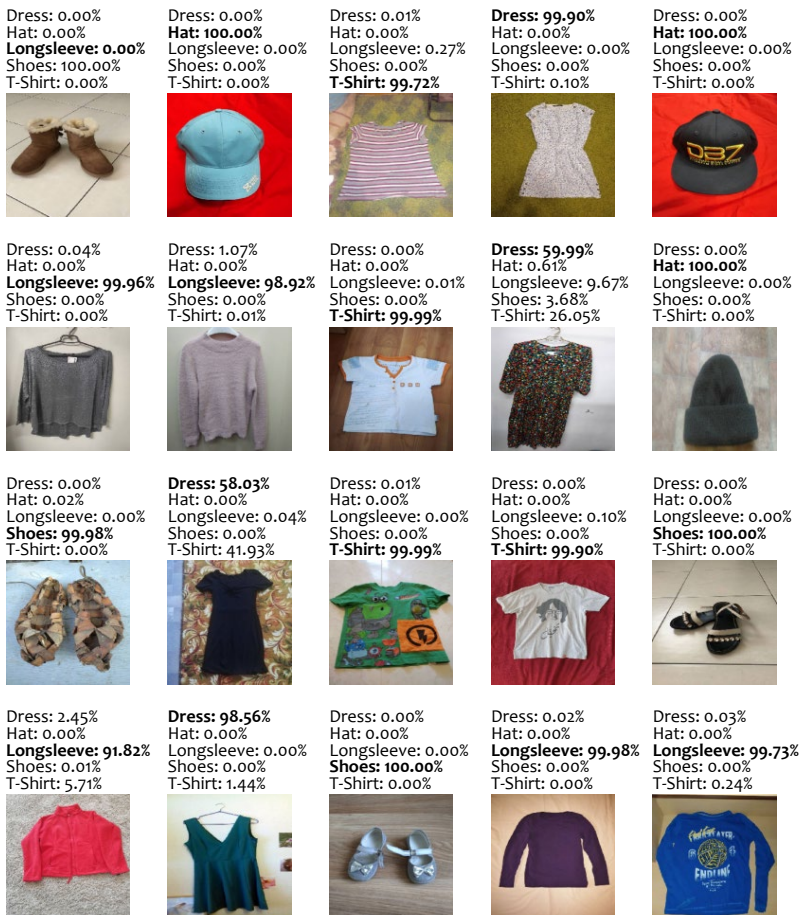 Dress: 0.00%
Hat: 0.00%
Longsleeve: 0.00%
Shoes: 100.00%
T-Shirt: 0.00%
Dress: 0.00%
Hat: 100.00%
Longsleeve: 0.00%
Shoes: 0.00%
T-Shirt: 0.00%
Dress: 0.01%
Hat: 0.00%
Longsleeve: 0.27%
Shoes: 0.00%
T-Shirt: 99.72%
Dress: 99.90%
Hat: 0.00%
Longsleeve: 0.00%
Shoes: 0.00%
T-Shirt: 0.10%
Dress: 0.00%
Hat: 100.00%
Longsleeve: 0.00%
Shoes: 0.00%
T-Shirt: 0.00%
DBZ
Dress: 0.04%
Hat: 0.00%
Longsleeve: 99.96%
Shoes: 0.00%
T-Shirt: 0.00%
Dress: 1.07%
Hat: 0.00%
Longsleeve: 98.92%
Shoes: 0.00%
T-Shirt: 0.01%
Dress: 0.00%
Hat: 0.00%
Longsleeve: 0.01%
Shoes: 0.00%
T-Shirt: 99.99%
Dress: 59.99%
Hat: 0.61%
Longsleeve: 9.67%
Shoes: 3.68%
T-Shirt: 26.05%
Dress: 0.00%
Hat: 100.00%
Longsleeve: 0.00%
Shoes: 0.00%
T-Shirt: 0.00%
Dress: 0.00%
Hat: 0.02%
Longsleeve: 0.00%
Shoes: 99.98%
T-Shirt: 0.00%
Dress: 58.03%
Hat: 0.00%
Longsleeve: 0.04%
Shoes: 0.00%
T-Shirt: 41.93%
Dress: 0.01%
Hat: 0.00%
Longsleeve: 0.00%
Shoes: 0.00%
T-Shirt: 99.99%
Dress: 0.00%
Hat: 0.00%
Longsleeve: 0.10%
Shoes: 0.00%
T-Shirt: 99.90%
Dress: 0.00%
Hat: 0.00%
Longsleeve: 0.00%
Shoes: 100.00%
T-Shirt: 0.00%
Dress: 2.45%
Hat: 0.00%
Longsleeve: 91.82%
Shoes: 0.01%
T-Shirt: 5.71%
Dress: 98.56%
Hat: 0.00%
Longsleeve: 0.00%
Shoes: 0.00%
T-Shirt: 1.44%
Dress: 0.00%
Hat: 0.00%
Longsleeve: 0.00%
Shoes: 100.00%
T-Shirt: 0.00%
Dress: 0.02%
Hat: 0.00%
Longsleeve: 99.98%
Shoes: 0.00%
T-Shirt: 0.00%
Dress: 0.03%
Hat: 0.00%
Longsleeve: 99.73%
Shoes: 0.00%
T-Shirt: 0.24%
ENDLINE